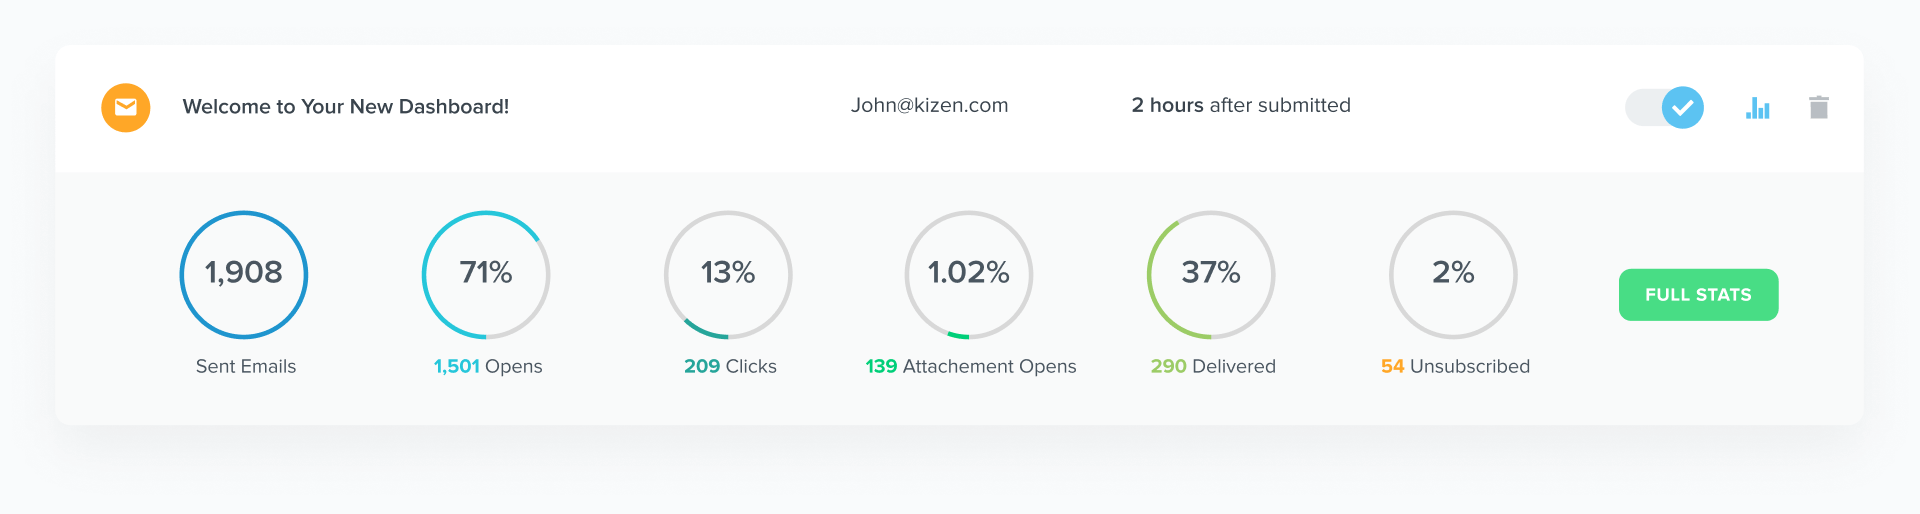 Welcome to Your New Dashboard!
John@kizen.com
2 hours after submitted
1,908
Sent Emails
71%
1,501 Opens
13%
209 Clicks
1.02%
139 Attachement Opens
37%
290 Delivered
2%
54 Unsubscribed
FULL STATS